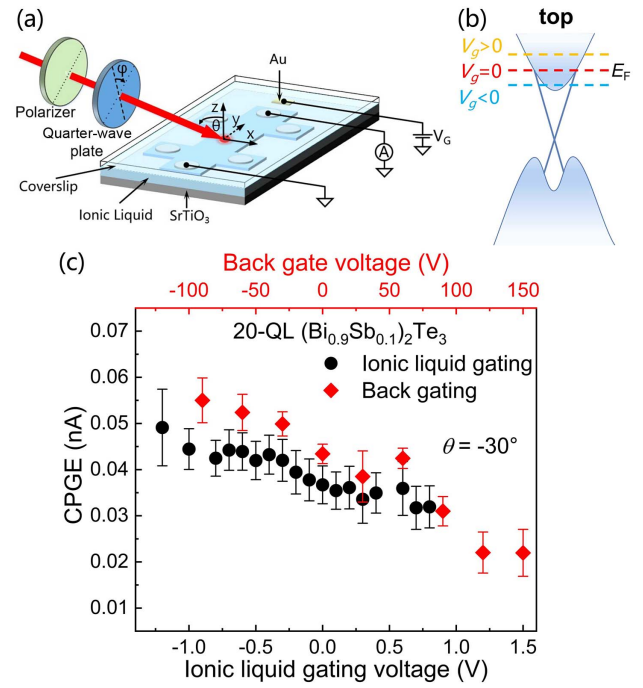 (a)
φ
Polarizer
Quarter-wave
plate
z
y
θ
x
Au
A
V_G
Coverslip
Ionic Liquid
SrTiO₃
(b)
top
V_g>0
V_g=0
E_F
V_g<0
(c)
Back gate voltage (V)
-100 -50 0 50 100 150
20-QL (Bi₀.₉Sb₀.₁)₂Te₃
Ionic liquid gating
Back gating
θ = -30°
CPGE (nA)
0.07
0.06
0.05
0.04
0.03
0.02
0.01
-1.0 -0.5 0.0 0.5 1.0 1.5
Ionic liquid gating voltage (V)